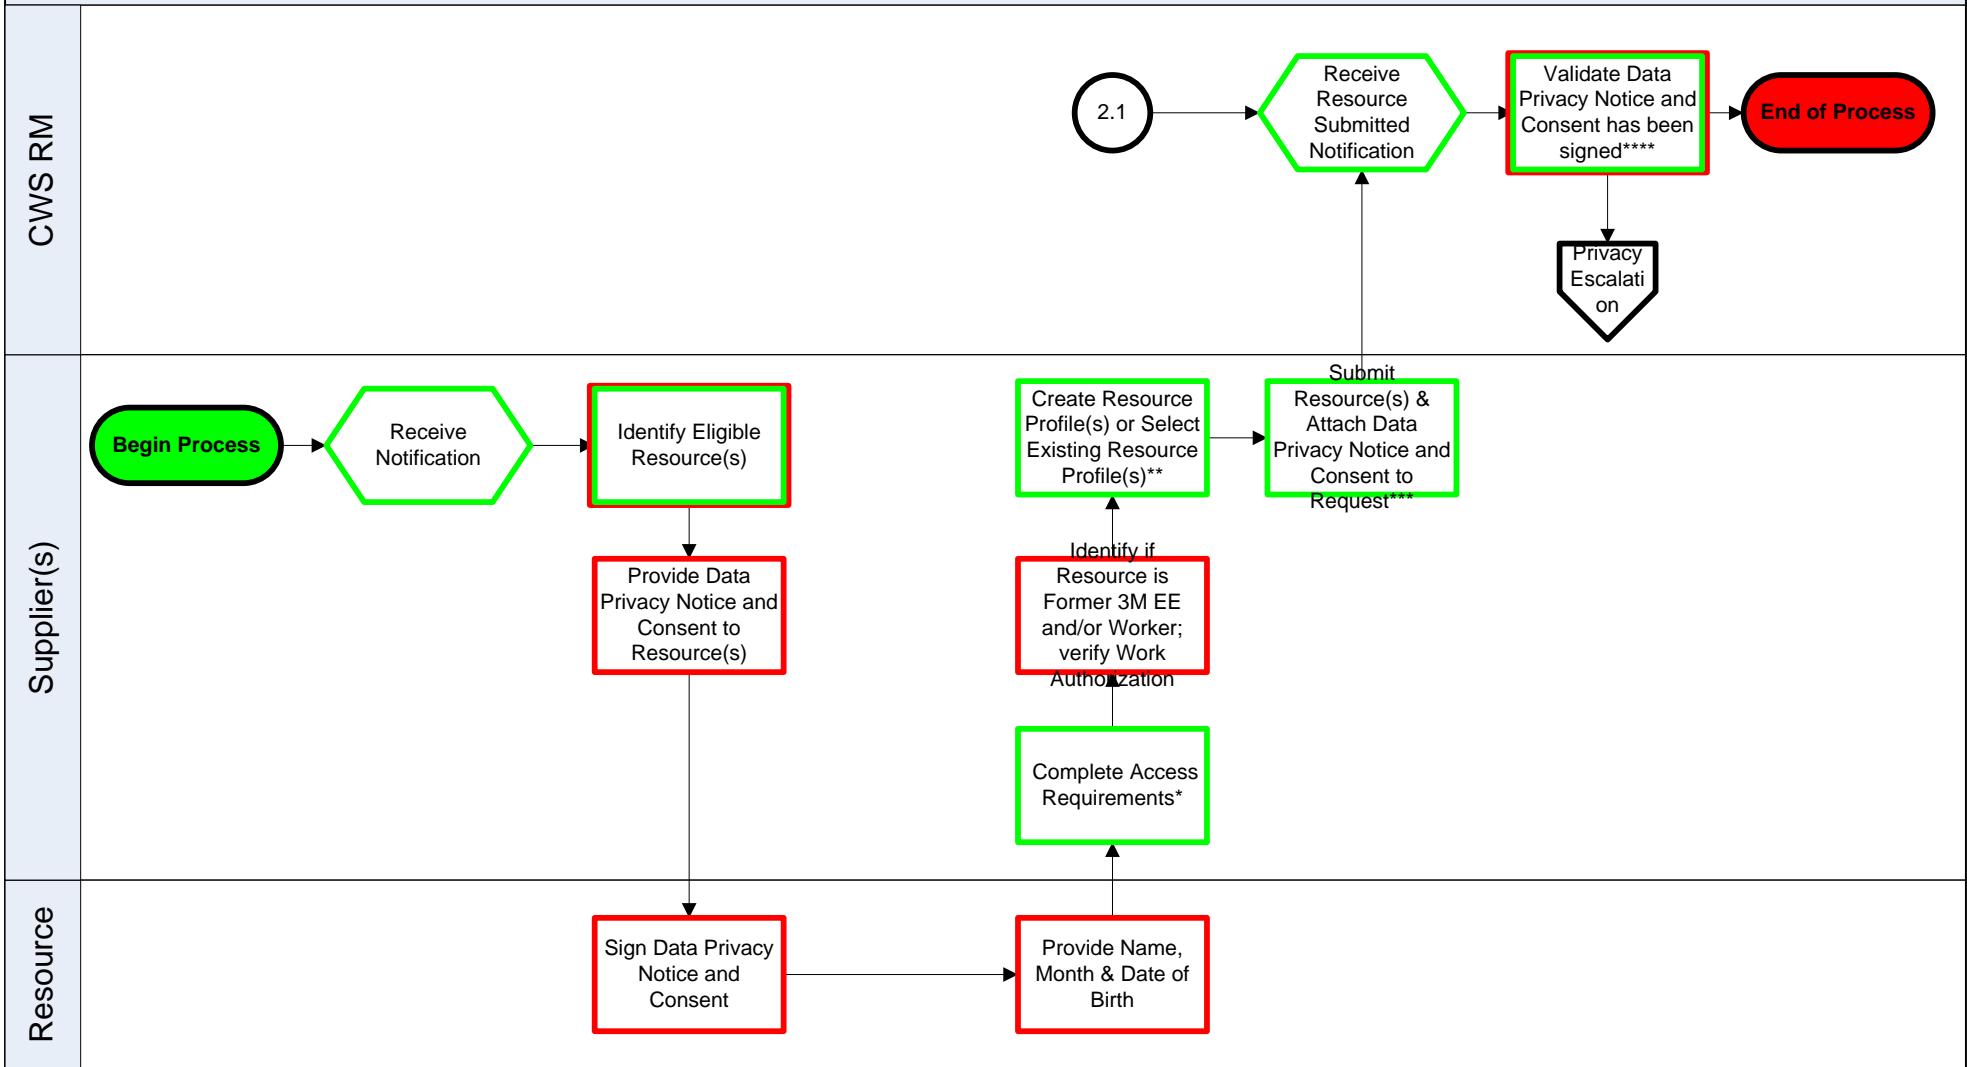 CWS RM
2.1
Receive
Resource
Submitted
Notification
Validate Data
Privacy Notice and
Consent has been
signed****
End of Process
Privacy
Escalati
on
Supplier(s)
Begin Process
Receive
Notification
Identify Eligible
Resource(s)
Provide Data
Privacy Notice and
Consent to
Resource(s)
Create Resource
Profile(s) or Select
Existing Resource
Profile(s)**
Submit
Resource(s) &
Attach Data
Privacy Notice and
Consent to
Request***
Identify if
Resource is
Former 3M EE
and/or Worker;
verify Work
Authorization
Complete Access
Requirements*
Resource
Sign Data Privacy
Notice and
Consent
Provide Name,
Month & Date of
Birth